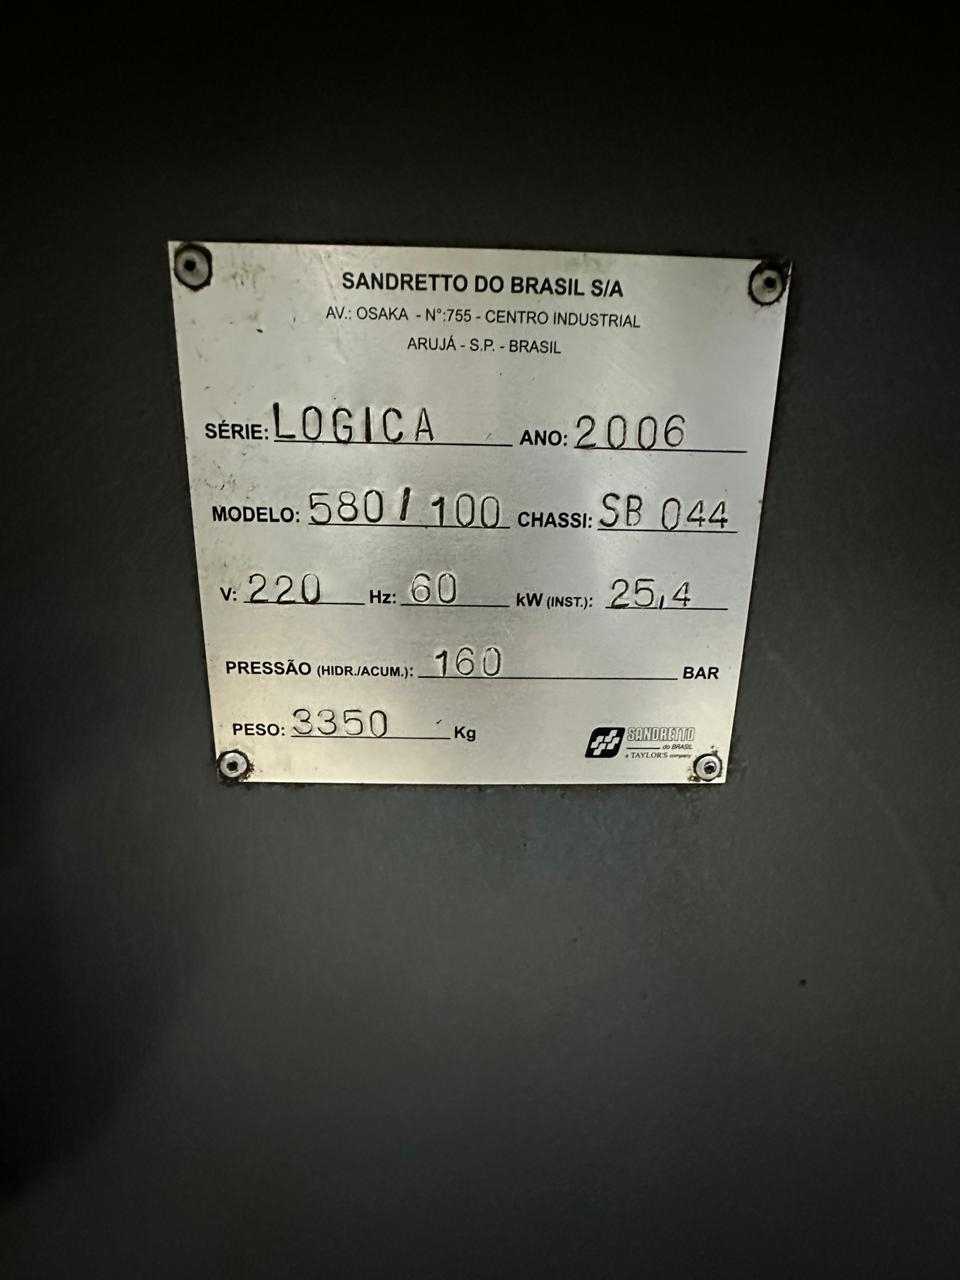 SANDRETTO DO BRASIL S/A
AV.: OSAKA - N°:755 - CENTRO INDUSTRIAL
ARUJÁ - S.P. - BRASIL
SÉRIE: LOGICA ANO: 2006
MODELO: 580/100 CHASSI: SB 044
V: 220 Hz: 60 kW (INST.): 25,4
PRESSÃO (HIDR./ACUM.): 160 BAR
PESO: 3350 Kg
SANDRETTO
do BRASIL
a TAYLOR'S company